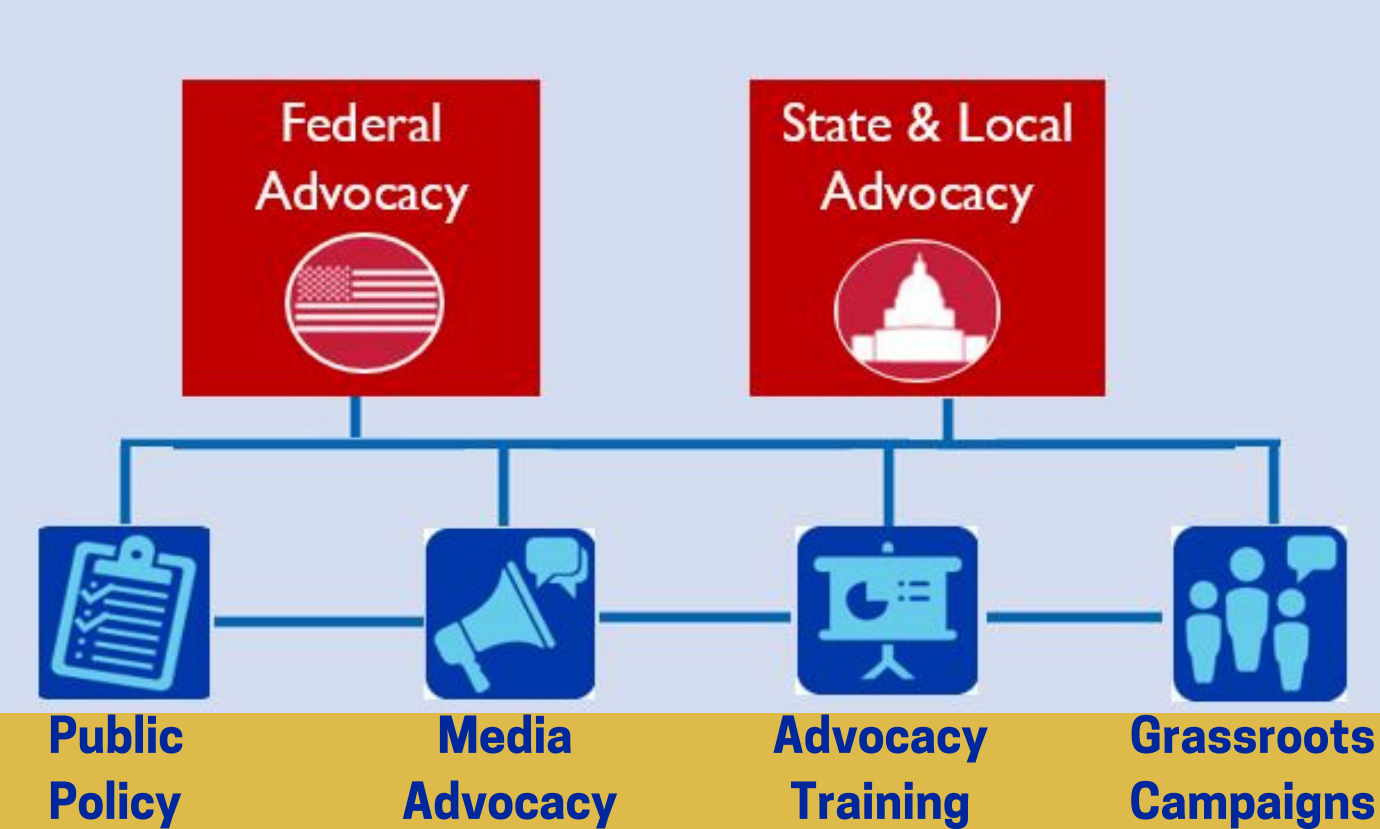 Federal
Advocacy
State & Local
Advocacy
Public
Policy
Media
Advocacy
Advocacy
Training
Grassroots
Campaigns